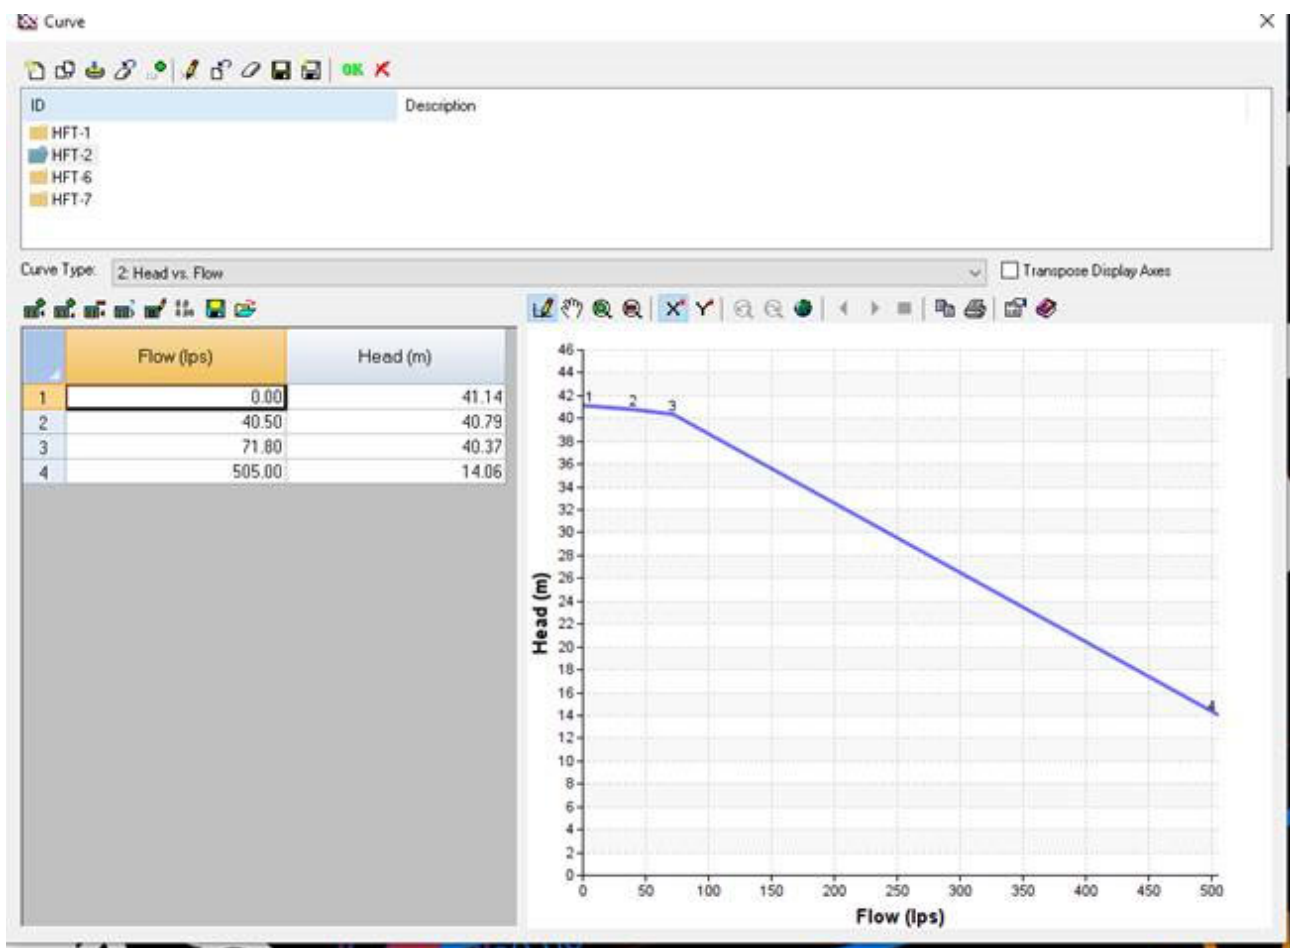 Curve
OK
ID Description
HFT-1
HFT-2
HFT-6
HFT-7
Curve Type: 2: Head vs. Flow Transpose Display Axes
Flow (lps) Head (m)
1 0.00 41.14
2 40.50 40.79
3 71.80 40.37
4 505.00 14.06
46
44
42
40
38
36
34
32
30
28
26
24
22
20
18
16
14
12
10
8
6
4
2
0
Head (m)
1 2 3 4
0 50 100 150 200 250 300 350 400 450 500
Flow (lps)